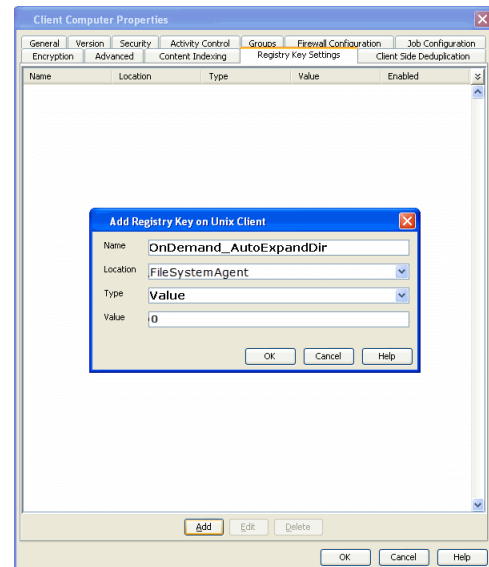 Client Computer Properties
General Version Security Activity Control Groups Firewall Configuration Job Configuration
Encryption Advanced Content Indexing Registry Key Settings Client Side Deduplication
Name Location Type Value Enabled
Add Registry Key on Unix Client
Name OnDemand_AutoExpandDir
Location FileSystemAgent
Type Value
Value 0
OK Cancel Help
Add Edit Delete
OK Cancel Help